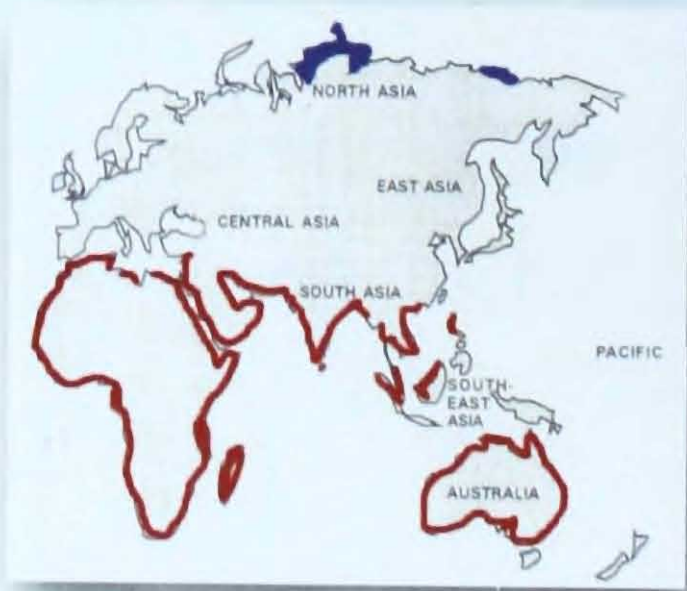 NORTH ASIA
EAST ASIA
CENTRAL ASIA
SOUTH ASIA
PACIFIC
SOUTH-
EAST
ASIA
AUSTRALIA